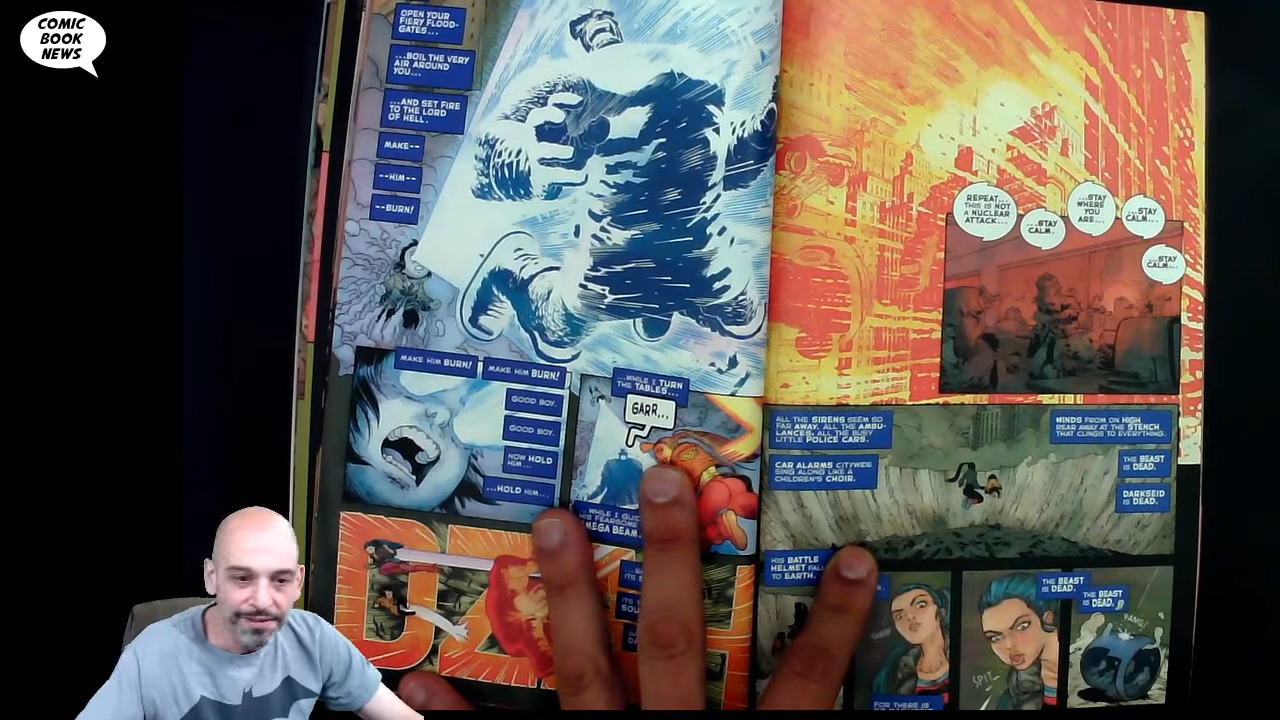 COMIC
BOOK
NEWS
OPEN YOUR
FIERY FLOOD-
GATES...
...BOIL THE VERY
AIR AROUND
YOU...
...AND SET FIRE
TO THE LORD
OF HELL.
MAKE--
--HIM--
--BURN!
MAKE HIM BURN!
MAKE HIM BURN!
GOOD BOY.
GOOD BOY.
NOW HOLD
HIM...
...HOLD HIM...
...WHILE I TURN
THE TABLES...
GARR...
...WHILE I
HIS FEARSOME
REPEAT...
THIS IS NOT
A NUCLEAR
ATTACK...
...STAY
CALM.
...STAY
WHERE
YOU
ARE...
...STAY
CALM...
...STAY
CALM...
ALL THE SIRENS SEEM SO
FAR AWAY. ALL THE AMBU-
LANCES, ALL THE BUSY
LITTLE POLICE CARS.
CAR ALARMS CITYWIDE
SING ALONG LIKE A
CHILDREN'S CHOIR.
WINDS FROM ON HIGH
REAR AWAY AT THE STENCH
THAT CLINGS TO EVERYTHING.
THE BEAST
IS DEAD.
DARKSEID
IS DEAD.
HIS BATTLE
HELMET
TO EARTH.
SPIT
THE BEAST
IS DEAD.
THE BEAST
IS DEAD.
PANG!
FOR THERE IS